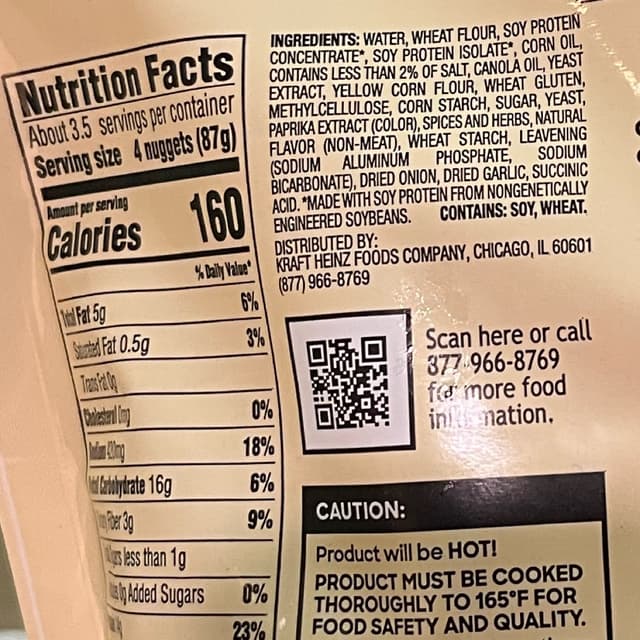 Nutrition Facts
About 3.5 servings per container
Serving size 4 nuggets (87g)
Amount per serving
Calories 160
% Daily Value*
Total Fat 5g 6%
Saturated Fat 0.5g 3%
Trans Fat 0g
Cholesterol 0mg 0%
Sodium 420mg 18%
Carbohydrate 16g 6%
Fiber 3g 9%
less than 1g
0g Added Sugars 0%
23%
INGREDIENTS: WATER, WHEAT FLOUR, SOY PROTEIN
CONCENTRATE*, SOY PROTEIN ISOLATE*, CORN OIL,
CONTAINS LESS THAN 2% OF SALT, CANOLA OIL, YEAST
EXTRACT, YELLOW CORN FLOUR, WHEAT GLUTEN,
METHYLCELLULOSE, CORN STARCH, SUGAR, YEAST,
PAPRIKA EXTRACT (COLOR), SPICES AND HERBS, NATURAL
FLAVOR (NON-MEAT), WHEAT STARCH, LEAVENING
(SODIUM ALUMINUM PHOSPHATE, SODIUM
BICARBONATE), DRIED ONION, DRIED GARLIC, SUCCINIC
ACID. *MADE WITH SOY PROTEIN FROM NONGENETICALLY
ENGINEERED SOYBEANS. CONTAINS: SOY, WHEAT.
DISTRIBUTED BY:
KRAFT HEINZ FOODS COMPANY, CHICAGO, IL 60601
(877) 966-8769
Scan here or call
877-966-8769
for more food
information.
CAUTION:
Product will be HOT!
PRODUCT MUST BE COOKED
THOROUGHLY TO 165°F FOR
FOOD SAFETY AND QUALITY.